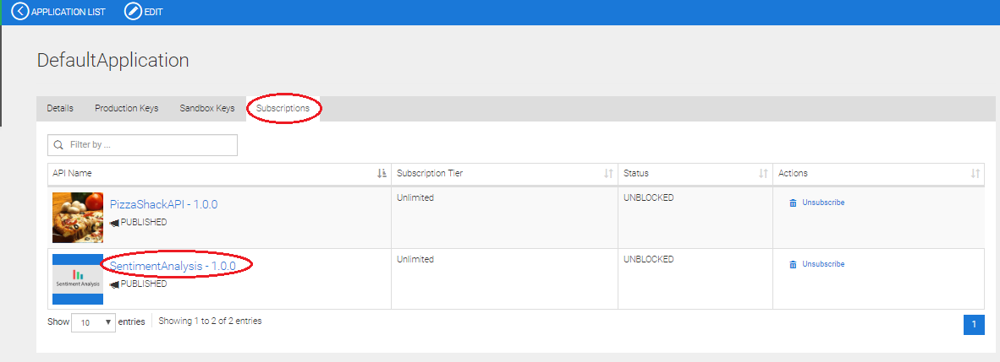 APPLICATION LIST EDIT
DefaultApplication
Details Production Keys Sandbox Keys Subscriptions
Filter by ...
API Name Subscription Tier Status Actions
PizzaShackAPI - 1.0.0 Unlimited UNBLOCKED Unsubscribe
PUBLISHED
SentimentAnalysis - 1.0.0 Unlimited UNBLOCKED Unsubscribe
Sentiment Analysis PUBLISHED
Show 10 entries Showing 1 to 2 of 2 entries 1